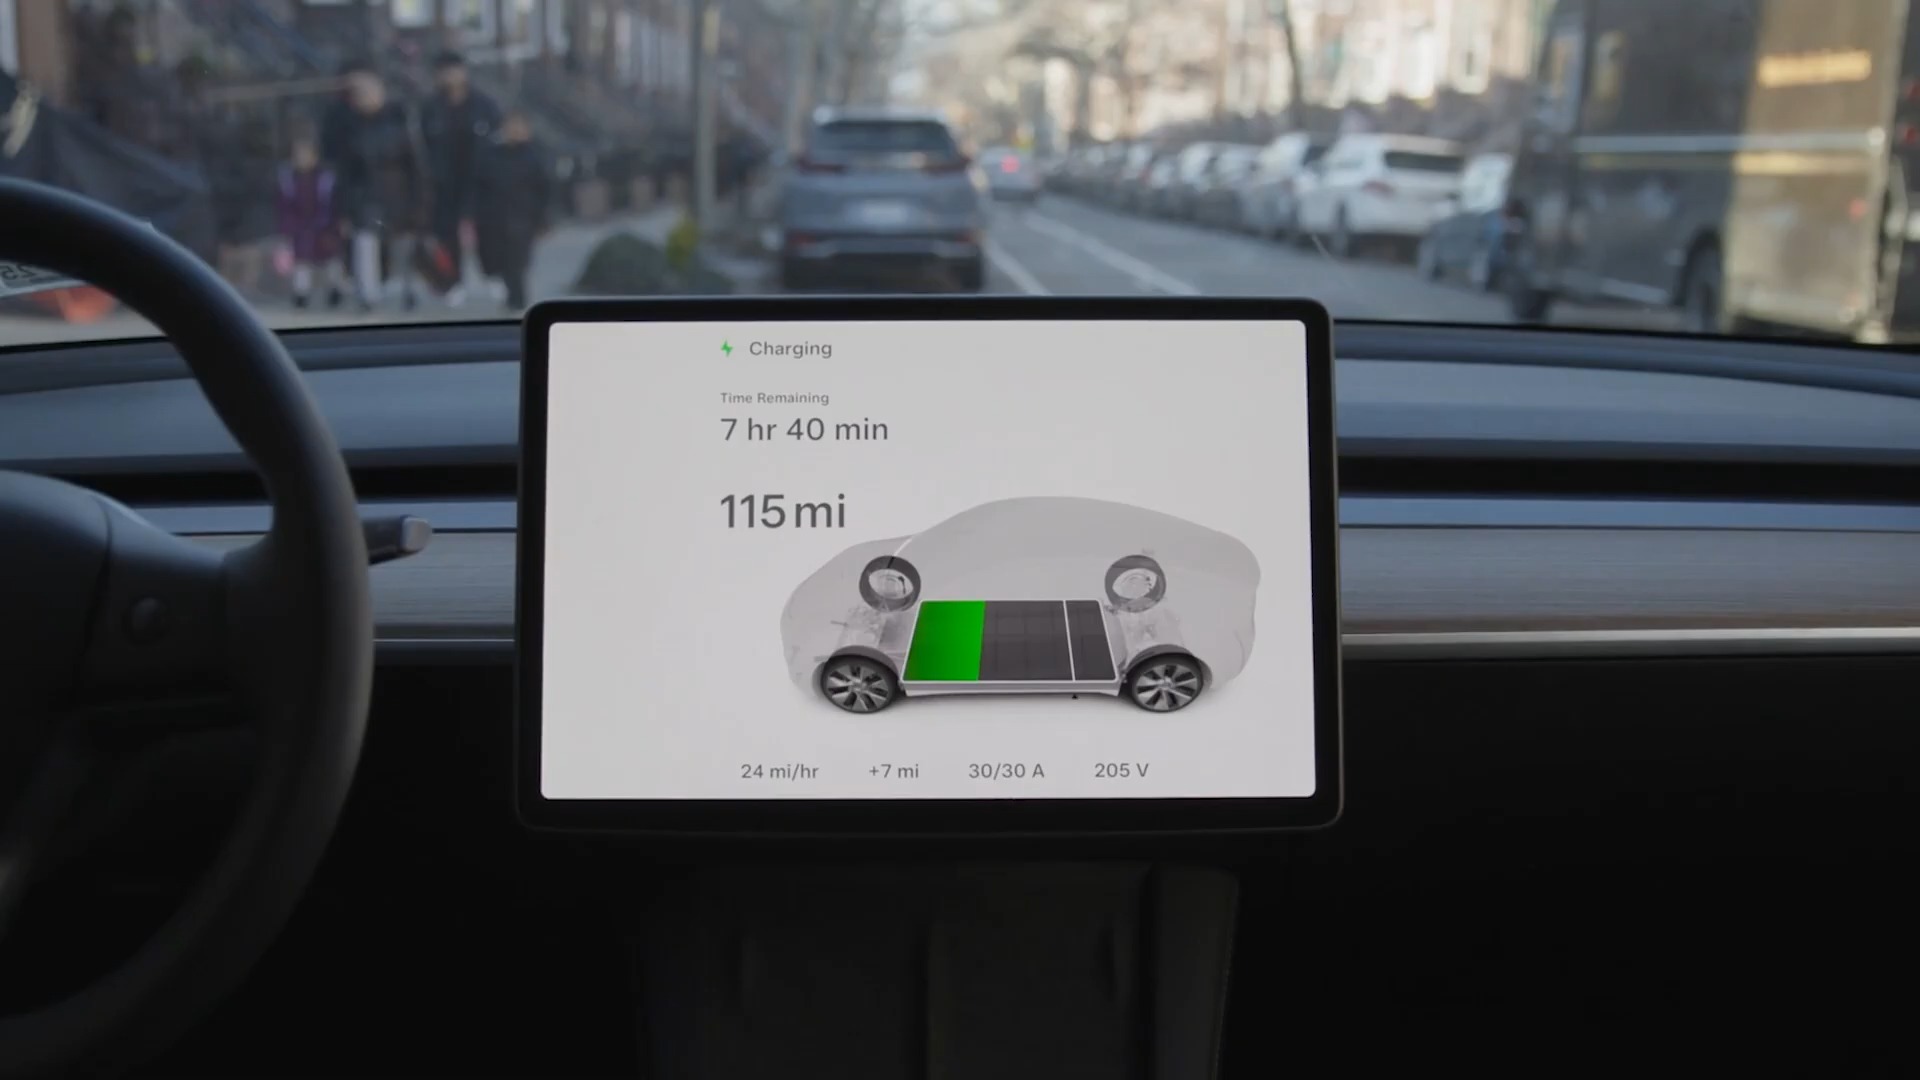 Charging
Time Remaining
7 hr 40 min
115 mi
24 mi/hr +7 mi 30/30 A 205 V